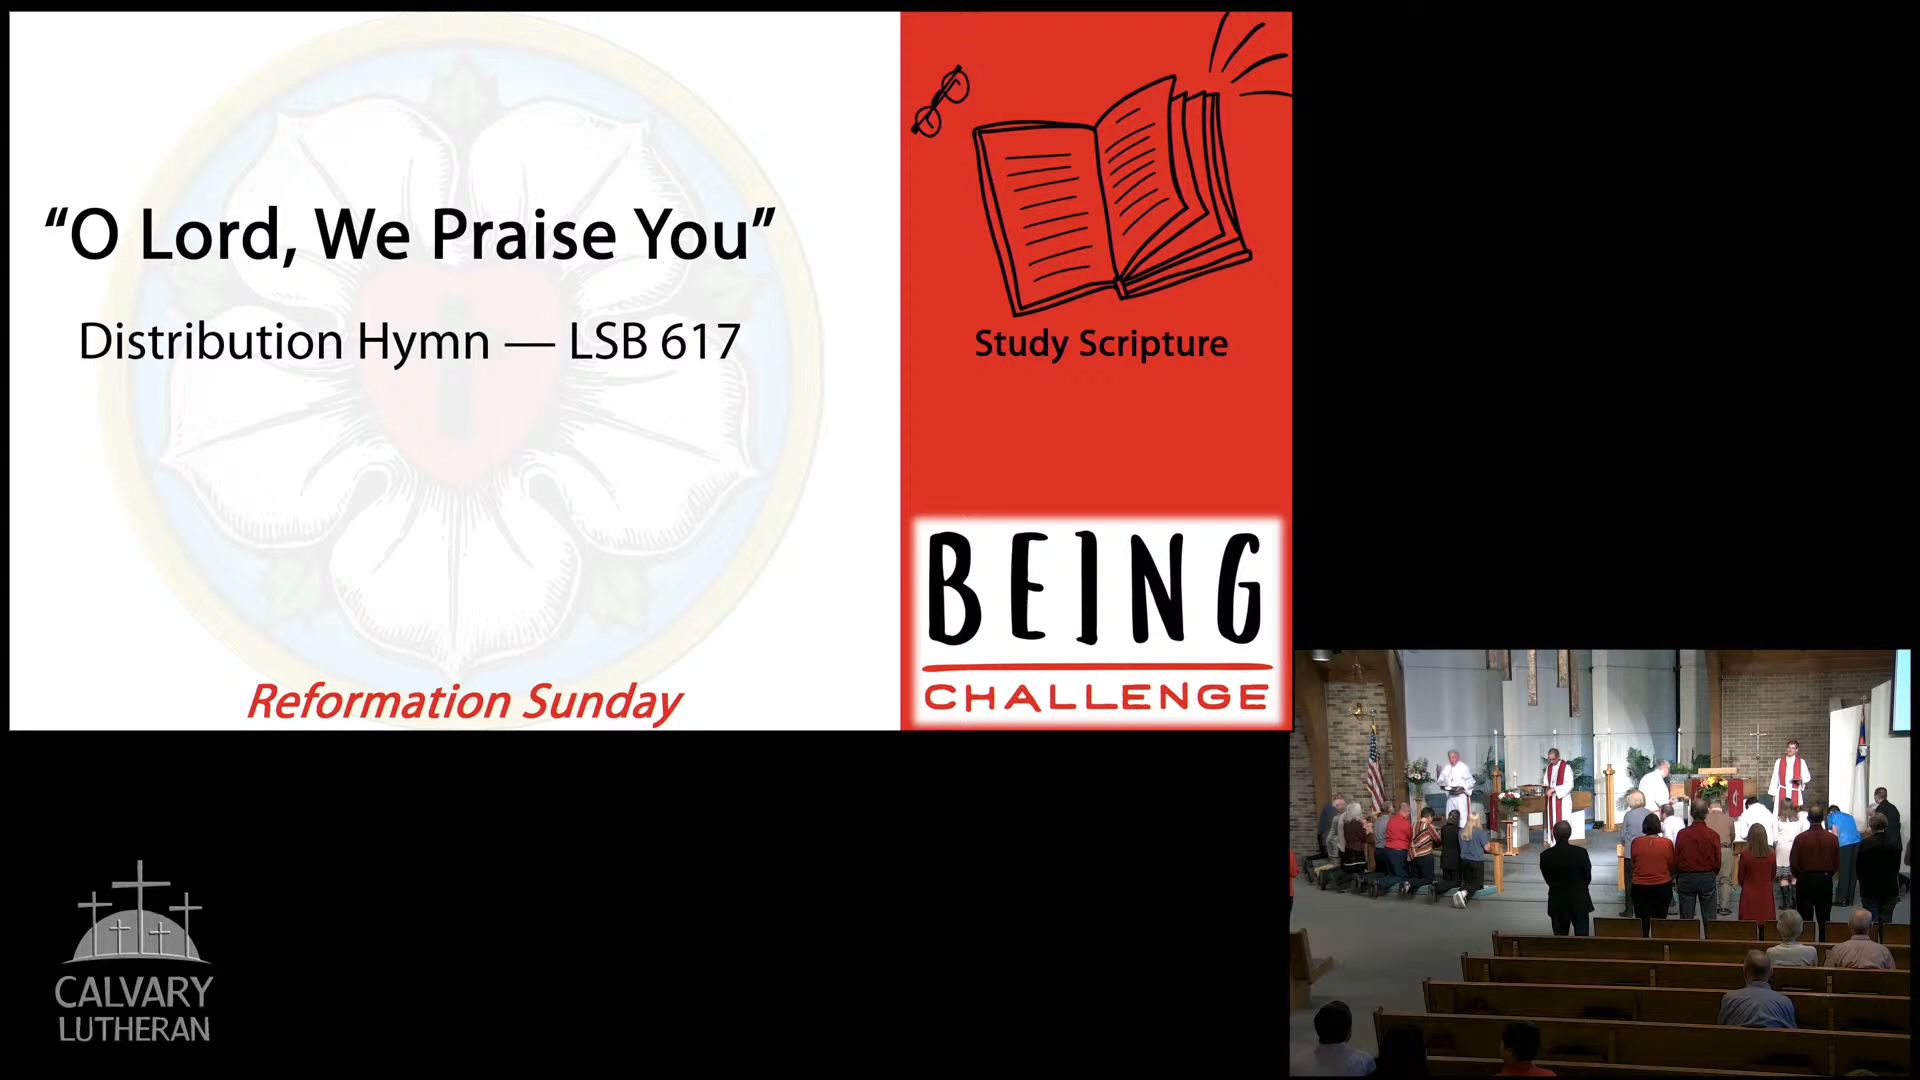 “O Lord, We Praise You”
Distribution Hymn — LSB 617
Reformation Sunday
Study Scripture
BEING
CHALLENGE
CALVARY
LUTHERAN